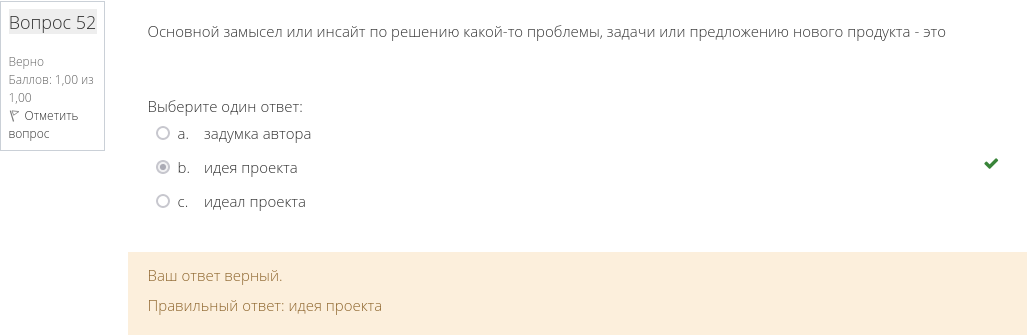 Вопрос 52
Верно
Баллов: 1,00 из
1,00
Отметить
вопрос
Основной замысел или инсайт по решению какой-то проблемы, задачи или предложению нового продукта - это
Выберите один ответ:
a. задумка автора
b. идея проекта
c. идеал проекта
Ваш ответ верный.
Правильный ответ: идея проекта